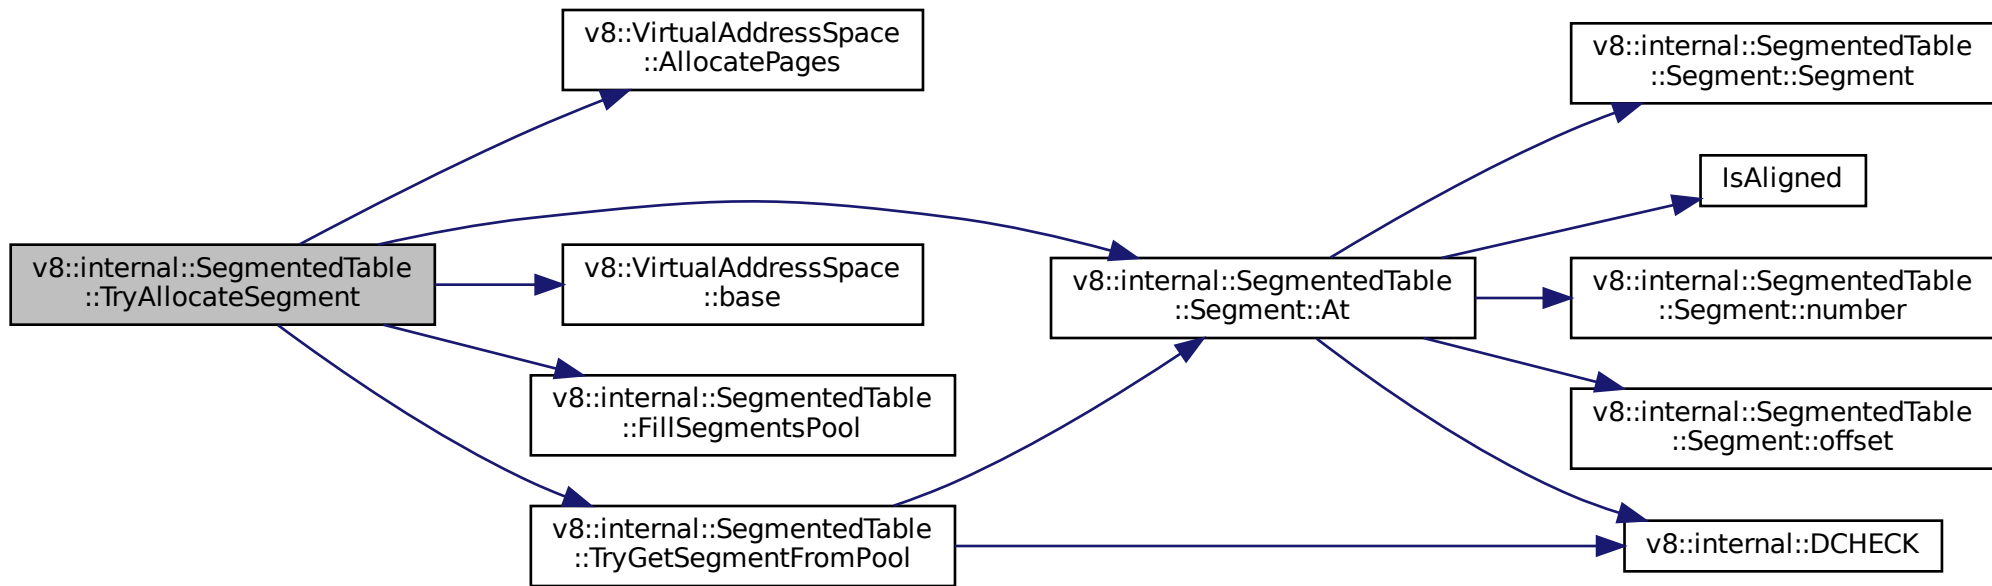 v8::internal::SegmentedTable
::TryAllocateSegment
v8::VirtualAddressSpace
::AllocatePages
v8::VirtualAddressSpace
::base
v8::internal::SegmentedTable
::FillSegmentsPool
v8::internal::SegmentedTable
::TryGetSegmentFromPool
v8::internal::SegmentedTable
::Segment::At
v8::internal::SegmentedTable
::Segment::Segment
IsAligned
v8::internal::SegmentedTable
::Segment::number
v8::internal::SegmentedTable
::Segment::offset
v8::internal::DCHECK